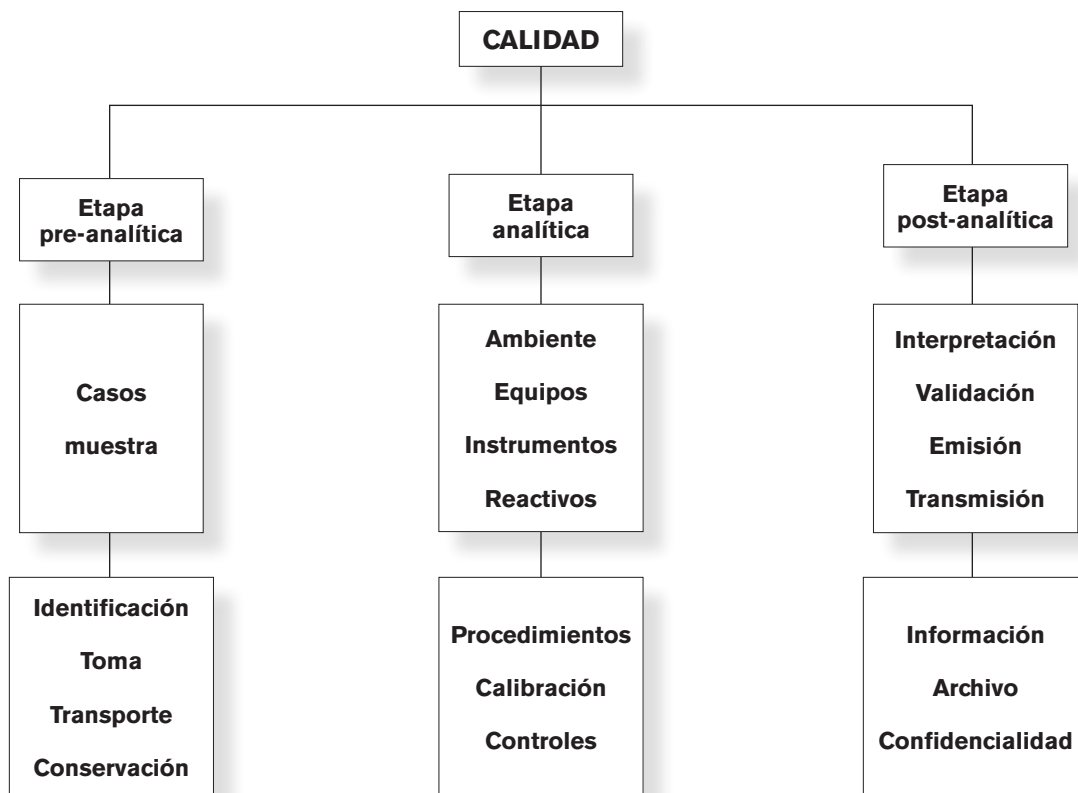 CALIDAD
Etapa
pre-analítica
Etapa
analítica
Etapa
post-analítica
Casos
muestra
Ambiente
Equipos
Instrumentos
Reactivos
Interpretación
Validación
Emisión
Transmisión
Identificación
Toma
Transporte
Conservación
Procedimientos
Calibración
Controles
Información
Archivo
Confidencialidad